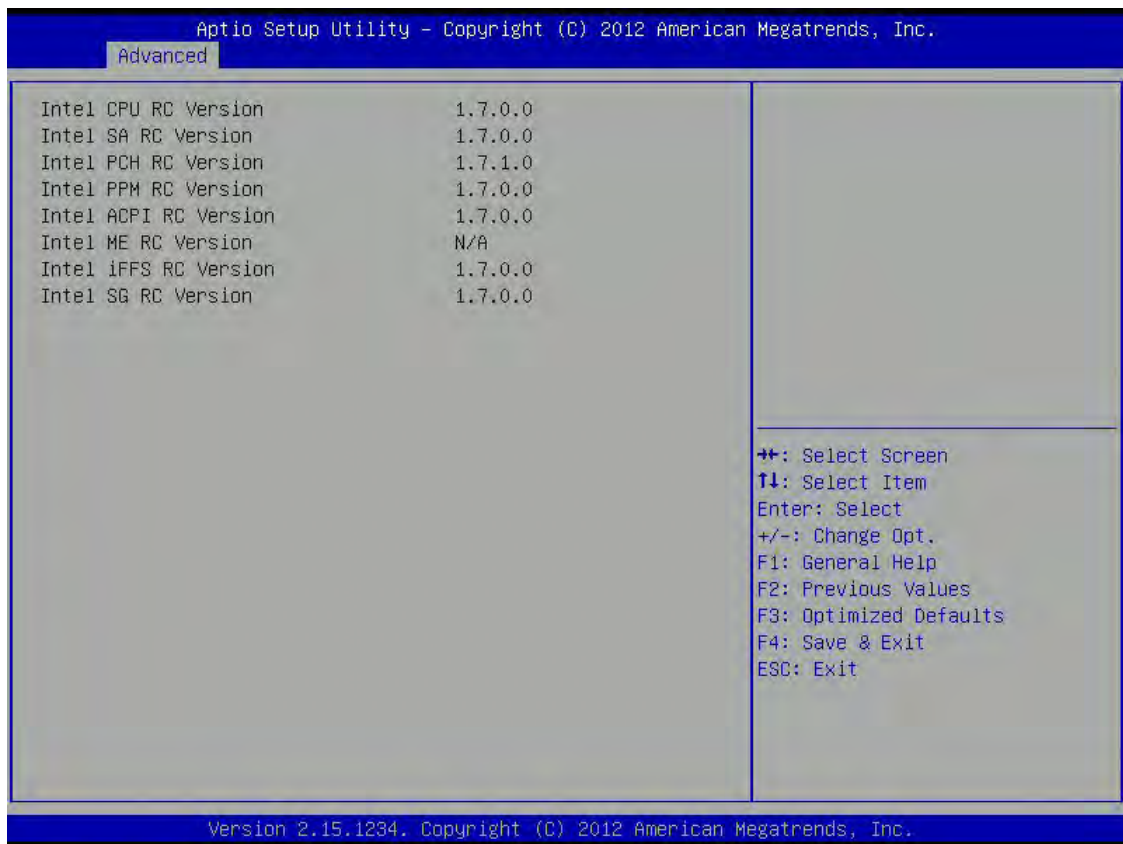 Aptio Setup Utility – Copyright (C) 2012 American Megatrends, Inc.
Advanced
Intel CPU RC Version 1.7.0.0
Intel SA RC Version 1.7.0.0
Intel PCH RC Version 1.7.1.0
Intel PPM RC Version 1.7.0.0
Intel ACPI RC Version 1.7.0.0
Intel ME RC Version N/A
Intel iFFS RC Version 1.7.0.0
Intel SG RC Version 1.7.0.0
→←: Select Screen
↑↓: Select Item
Enter: Select
+/-: Change Opt.
F1: General Help
F2: Previous Values
F3: Optimized Defaults
F4: Save & Exit
ESC: Exit
Version 2.15.1234. Copyright (C) 2012 American Megatrends, Inc.